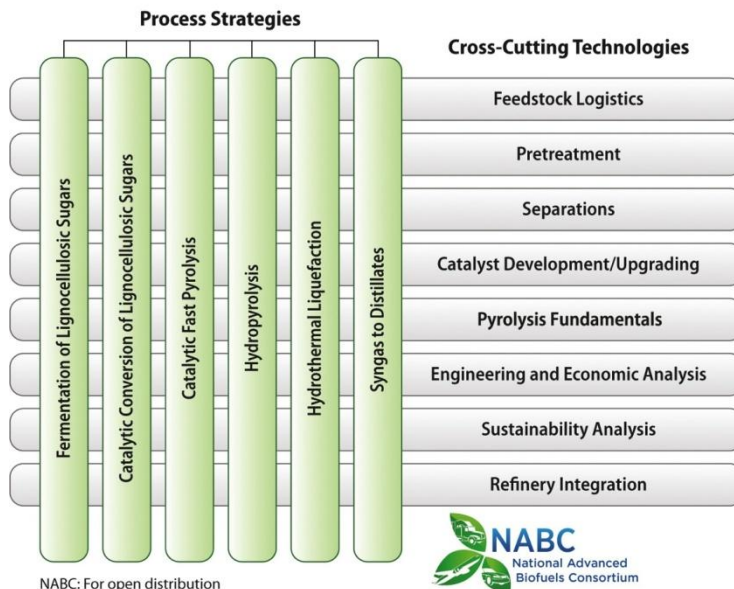 Process Strategies
Cross-Cutting Technologies
Fermentation of Lignocellulosic Sugars
Catalytic Conversion of Lignocellulosic Sugars
Catalytic Fast Pyrolysis
Hydropyrolysis
Hydrothermal Liquefaction
Syngas to Distillates
Feedstock Logistics
Pretreatment
Separations
Catalyst Development/Upgrading
Pyrolysis Fundamentals
Engineering and Economic Analysis
Sustainability Analysis
Refinery Integration
NABC
National Advanced
Biofuels Consortium
NABC: For open distribution